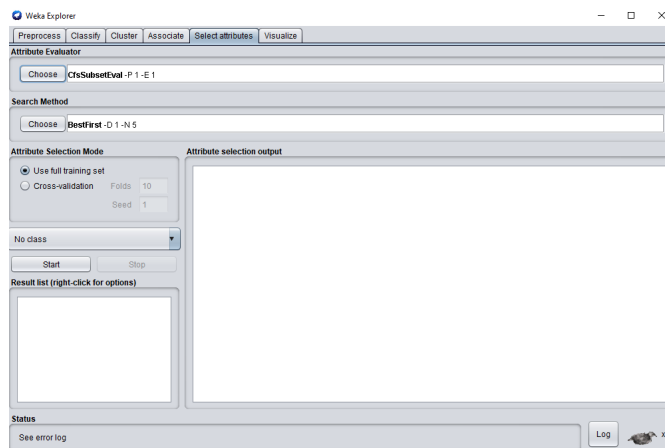 Weka Explorer
Preprocess Classify Cluster Associate Select attributes Visualize
Attribute Evaluator
Choose CfsSubsetEval -P 1 -E 1
Search Method
Choose BestFirst -D 1 -N 5
Attribute Selection Mode
Use full training set
Cross-validation Folds 10
Seed 1
No class
Start Stop
Result list (right-click for options)
Attribute selection output
Status
See error log
Log x